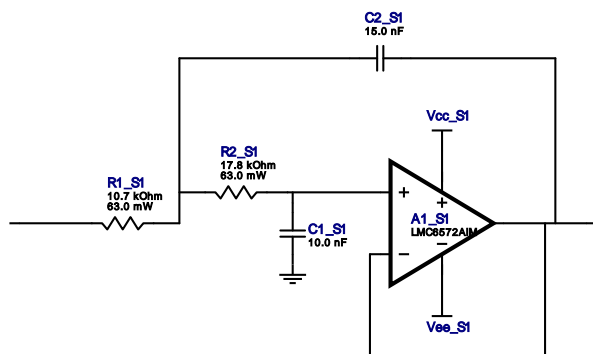 C2_S1
15.0 nF
Vcc_S1
R2_S1
17.8 kOhm
63.0 mW
R1_S1
10.7 kOhm
63.0 mW
+
+
A1_S1
LMC6572AIM
C1_S1
10.0 nF
−
−
Vee_S1